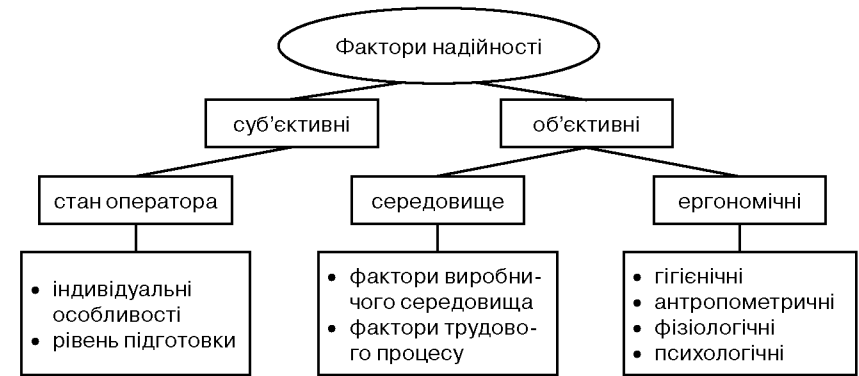 Фактори надійності
суб’єктивні
об’єктивні
стан оператора
середовище
ергономічні
• індивідуальні
особливості
• рівень підготовки
• фактори виробни-
чого середовища
• фактори трудово-
го процесу
• гігієнічні
• антропометричні
• фізіологічні
• психологічні